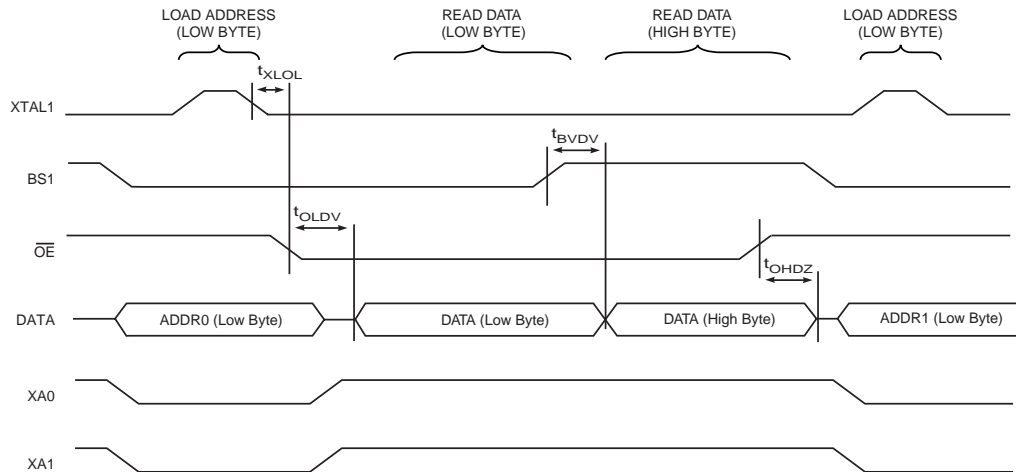 LOAD ADDRESS
(LOW BYTE)
READ DATA
(LOW BYTE)
READ DATA
(HIGH BYTE)
LOAD ADDRESS
(LOW BYTE)
tXLOL
XTAL1
tBVDV
BS1
tOLDV
OE
tOHDZ
DATA
ADDR0 (Low Byte)
DATA (Low Byte)
DATA (High Byte)
ADDR1 (Low Byte)
XA0
XA1